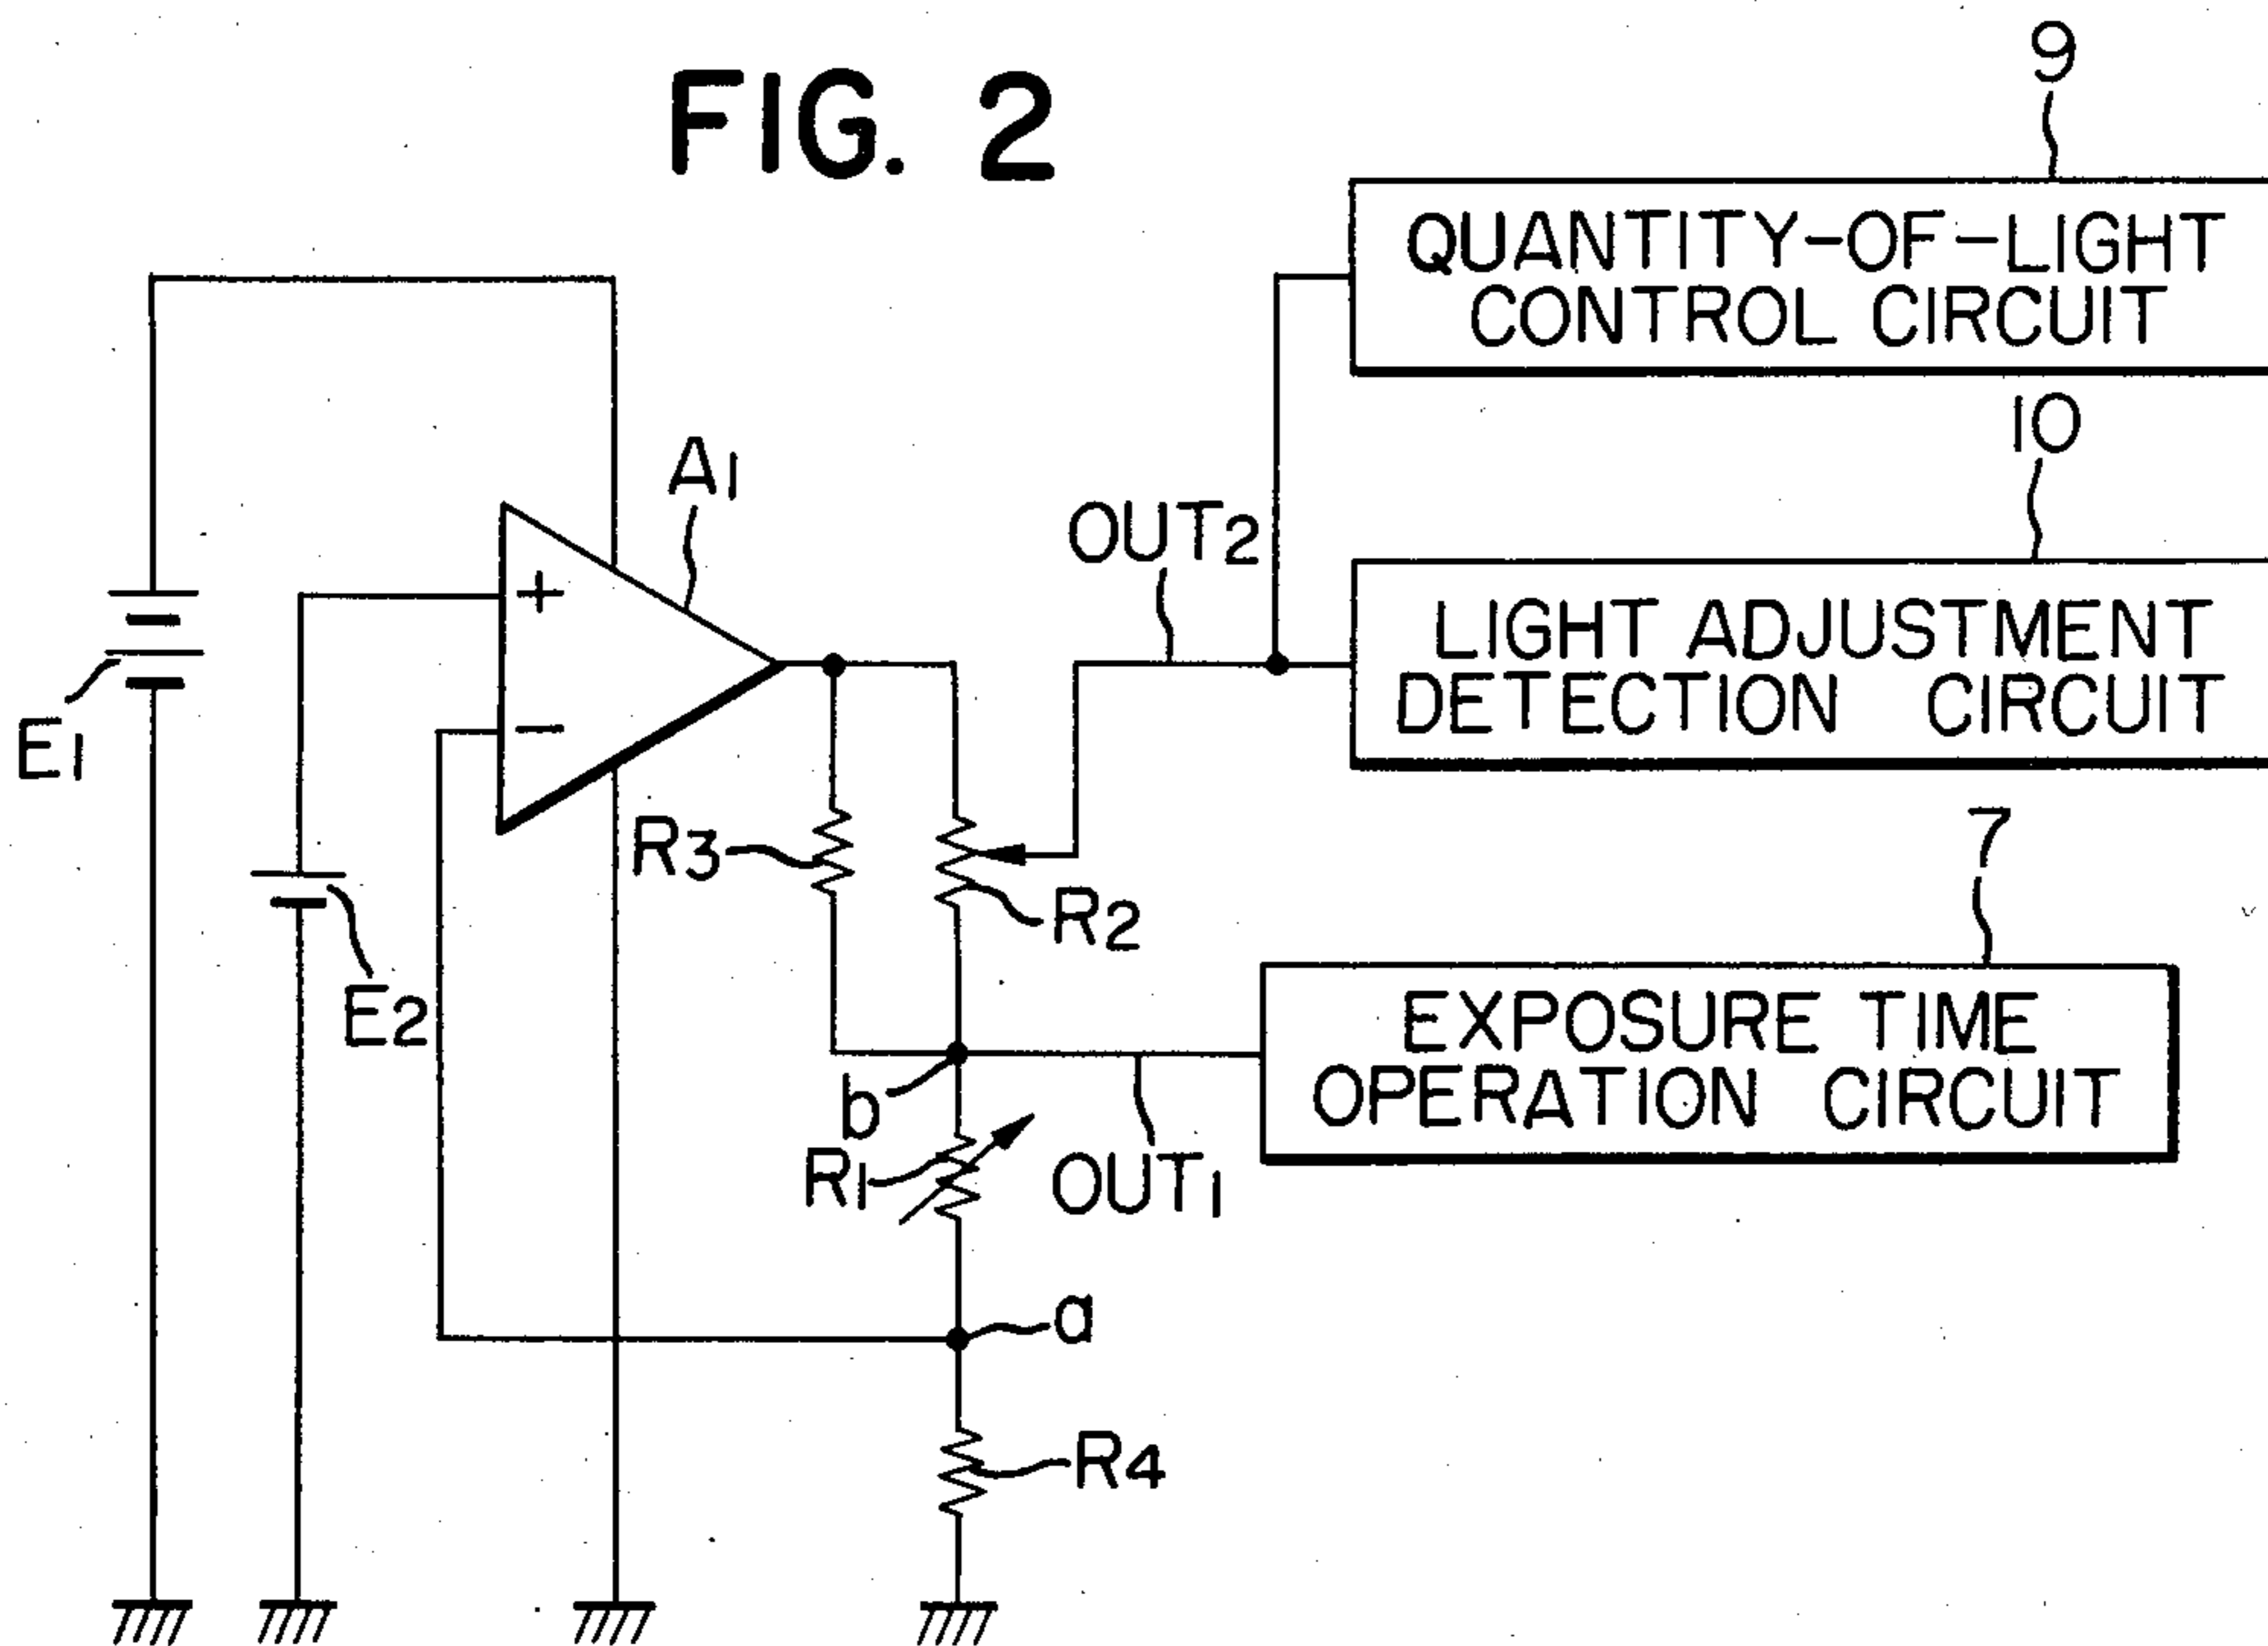 FIG. 2
9
QUANTITY-OF-LIGHT
CONTROL CIRCUIT
10
A1
OUT2
+
LIGHT ADJUSTMENT
DETECTION CIRCUIT
−
E1
R3
R2
7
E2
EXPOSURE TIME
OPERATION CIRCUIT
b
R1
OUT1
a
R4